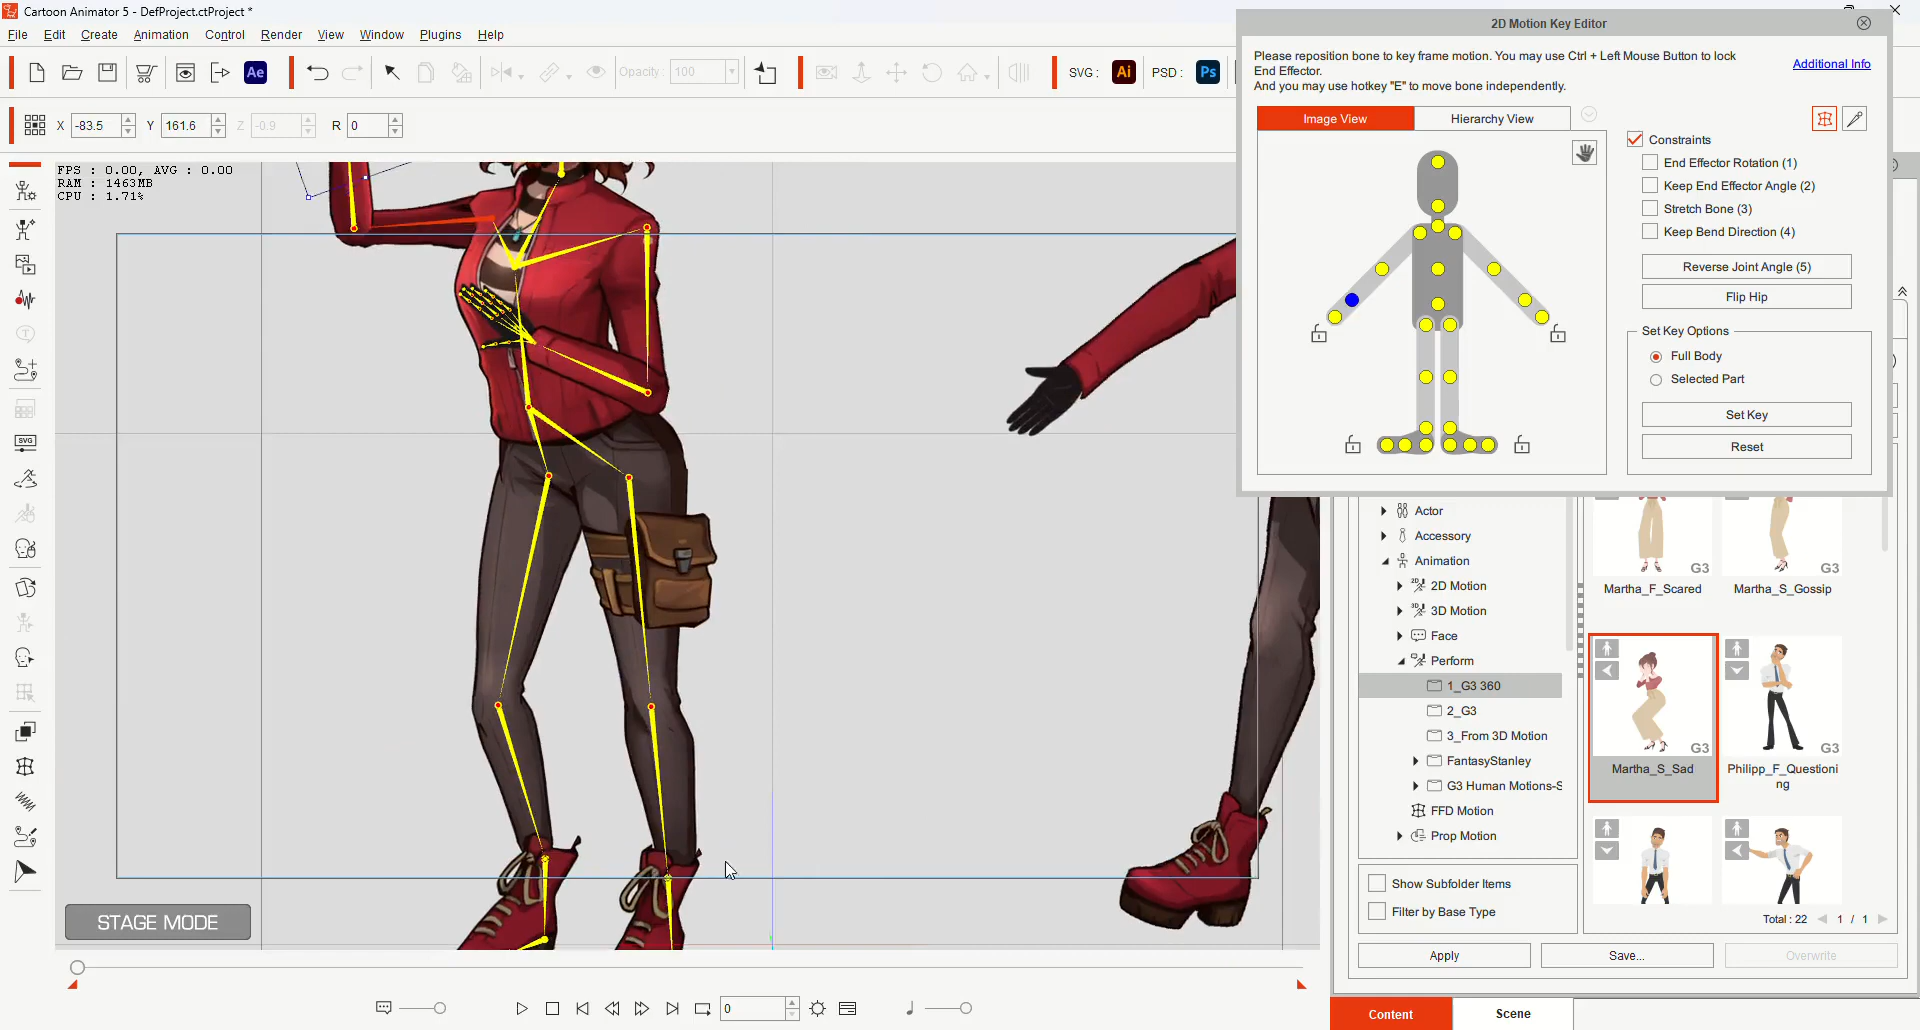 Cartoon Animator 5 - DefProject.ctProject *
File Edit Create Animation Control Render View Window Plugins Help
Ae
Opacity: 100
SVG: Ai PSD: Ps
X -83.5 Y 161.6 Z -0.9 R 0
FPS : 0.00, AVG : 0.00
RAM : 1463MB
CPU : 1.71%
SVG
STAGE MODE
0
2D Motion Key Editor
Please reposition bone to key frame motion. You may use Ctrl + Left Mouse Button to lock
End Effector.
And you may use hotkey "E" to move bone independently.
Additional Info
Image View Hierarchy View
Constraints
End Effector Rotation (1)
Keep End Effector Angle (2)
Stretch Bone (3)
Keep Bend Direction (4)
Reverse Joint Angle (5)
Flip Hip
Set Key Options
Full Body
Selected Part
Set Key
Reset
Actor
Accessory
Animation
2D 2D Motion
3D 3D Motion
Face
Perform
1_G3 360
2_G3
3_From 3D Motion
FantasyStanley
G3 Human Motions-S
FFD Motion
Prop Motion
Show Subfolder Items
Filter by Base Type
G3 G3
Martha_F_Scared Martha_S_Gossip
G3 G3
Martha_S_Sad Philipp_F_Questioni
ng
Total : 22 1 / 1
Apply Save... Overwrite
Content Scene